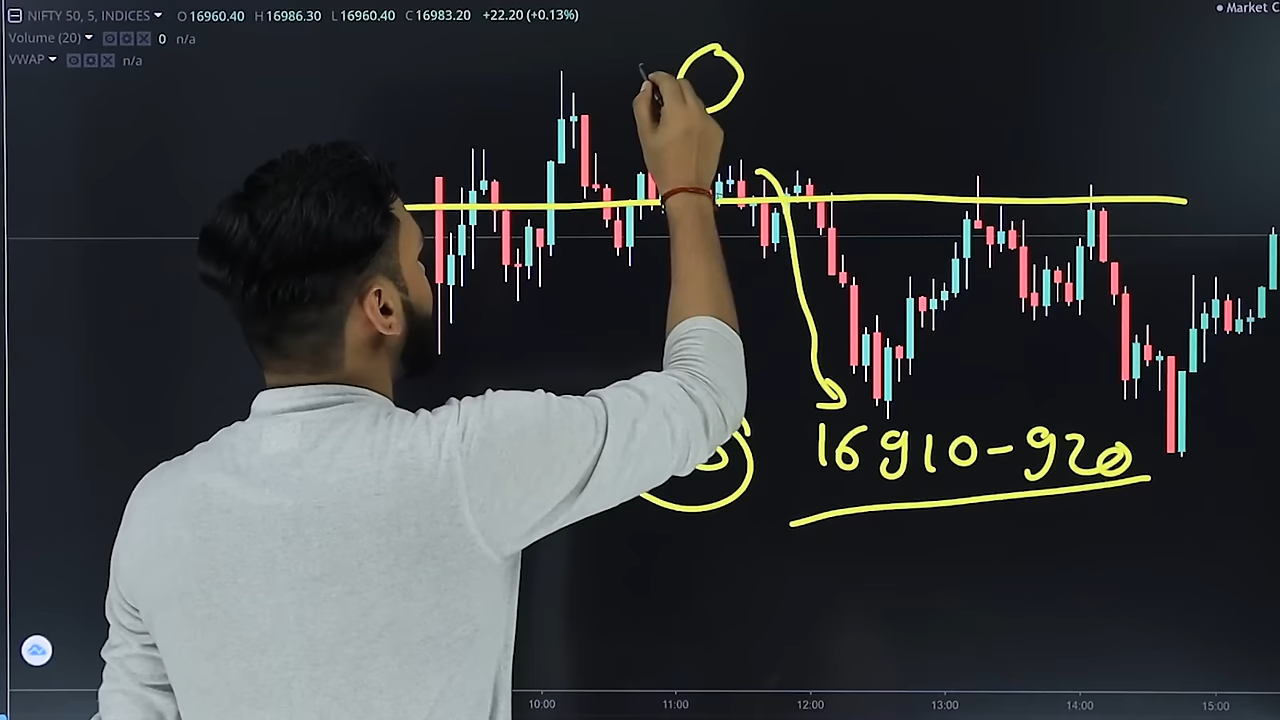 NIFTY 50, 5, INDICES O 16960.40 H 16986.30 L 16960.40 C 16983.20 +22.20 (+0.13%)
Market C
Volume (20) 0 n/a
VWAP n/a
16910-920
10:00 11:00 12:00 13:00 14:00 15:00